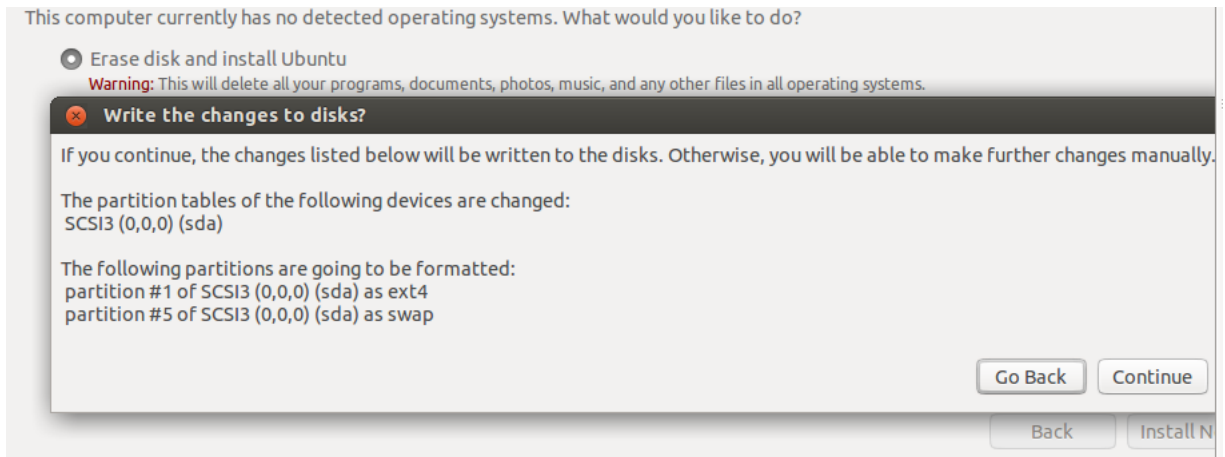 This computer currently has no detected operating systems. What would you like to do?
Erase disk and install Ubuntu
Warning: This will delete all your programs, documents, photos, music, and any other files in all operating systems.
Write the changes to disks?
If you continue, the changes listed below will be written to the disks. Otherwise, you will be able to make further changes manually.
The partition tables of the following devices are changed:
SCSI3 (0,0,0) (sda)
The following partitions are going to be formatted:
partition #1 of SCSI3 (0,0,0) (sda) as ext4
partition #5 of SCSI3 (0,0,0) (sda) as swap
Go Back Continue
Back Install N